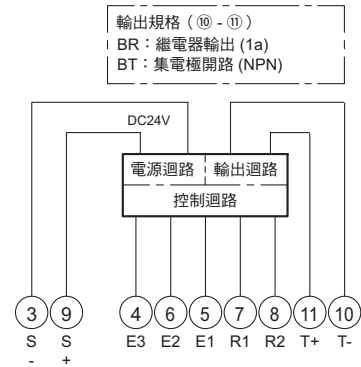 輸出規格(⑩ - ⑪)
BR:繼電器輸出 (1a)
BT:集電極開路 (NPN)
DC24V
電源迴路 輸出迴路
控制迴路
3 9 4 6 5 7 8 11 10
S S E3 E2 E1 R1 R2 T+ T-
- +